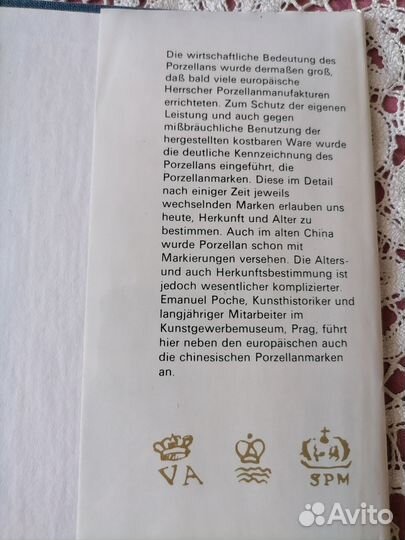 Die wirtschaftliche Bedeutung des
Porzellans wurde dermaßen groß,
daß bald viele europäische
Herrscher Porzellanmanufakturen
errichteten. Zum Schutz der eigenen
Leistung und auch gegen
mißbräuchliche Benutzung der
hergestellten kostbaren Ware wurde
die deutliche Kennzeichnung des
Porzellans eingeführt, die
Porzellanmarken. Diese im Detail
nach einiger Zeit jeweils
wechselnden Marken erlauben uns
heute, Herkunft und Alter zu
bestimmen. Auch im alten China
wurde Porzellan schon mit
Markierungen versehen. Die Alters-
und auch Herkunftsbestimmung ist
jedoch wesentlicher komplizierter.
Emanuel Poche, Kunsthistoriker und
langjähriger Mitarbeiter im
Kunstgewerbemuseum, Prag, führt
hier neben den europäischen auch
die chinesischen Porzellanmarken
an.
VA
SPM
Avito